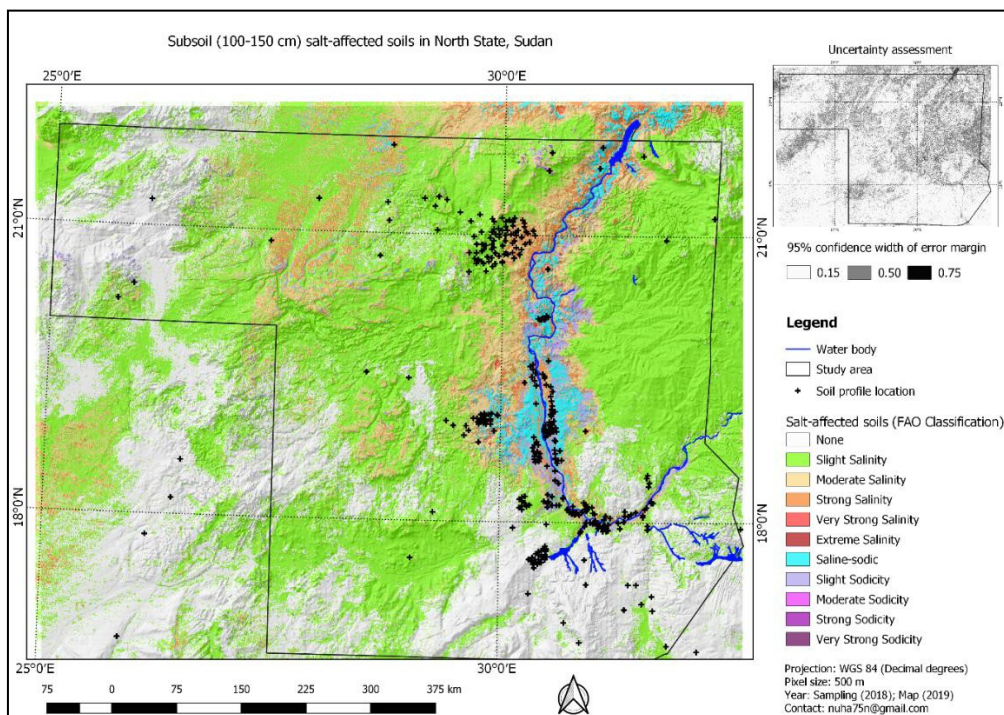 Subsoil (100-150 cm) salt-affected soils in North State, Sudan
25°0′E
30°0′E
21°0′N
21°0′N
18°0′N
18°0′N
25°0′E
30°0′E
75 0 75 150 225 300 375 km
Uncertainty assessment
95% confidence width of error margin
0.15 0.50 0.75
Legend
Water body
Study area
Soil profile location
Salt-affected soils (FAO Classification)
None
Slight Salinity
Moderate Salinity
Strong Salinity
Very Strong Salinity
Extreme Salinity
Saline-sodic
Slight Sodicity
Moderate Sodicity
Strong Sodicity
Very Strong Sodicity
Projection: WGS 84 (Decimal degrees)
Pixel size: 500 m
Year: Sampling (2018); Map (2019)
Contact: nuha75n@gmail.com